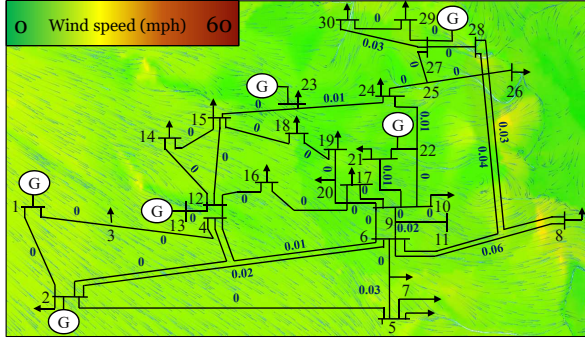 0 Wind speed (mph) 60
30 0 29 G 28
0 0
0.03 0
27
G 23 24 0 0 26
25
0 0.01 0.01 0.03
15 0 18 G
14 0 19 21 22 0.04
0 0 0
0 0.01
G 12 16 0 20 17 0
1 G 13 0 10
3 4 9 0.02 8
0 6 11
0 0 0.01 0.06
0.02
2 0 0.03 7
G 5